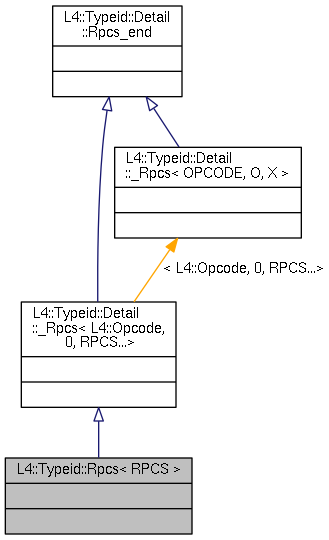 L4::Typeid::Detail
::Rpcs_end
L4::Typeid::Detail
::_Rpcs< OPCODE, O, X >
< L4::Opcode, 0, RPCS...>
L4::Typeid::Detail
::_Rpcs< L4::Opcode,
0, RPCS...>
L4::Typeid::Rpcs< RPCS >